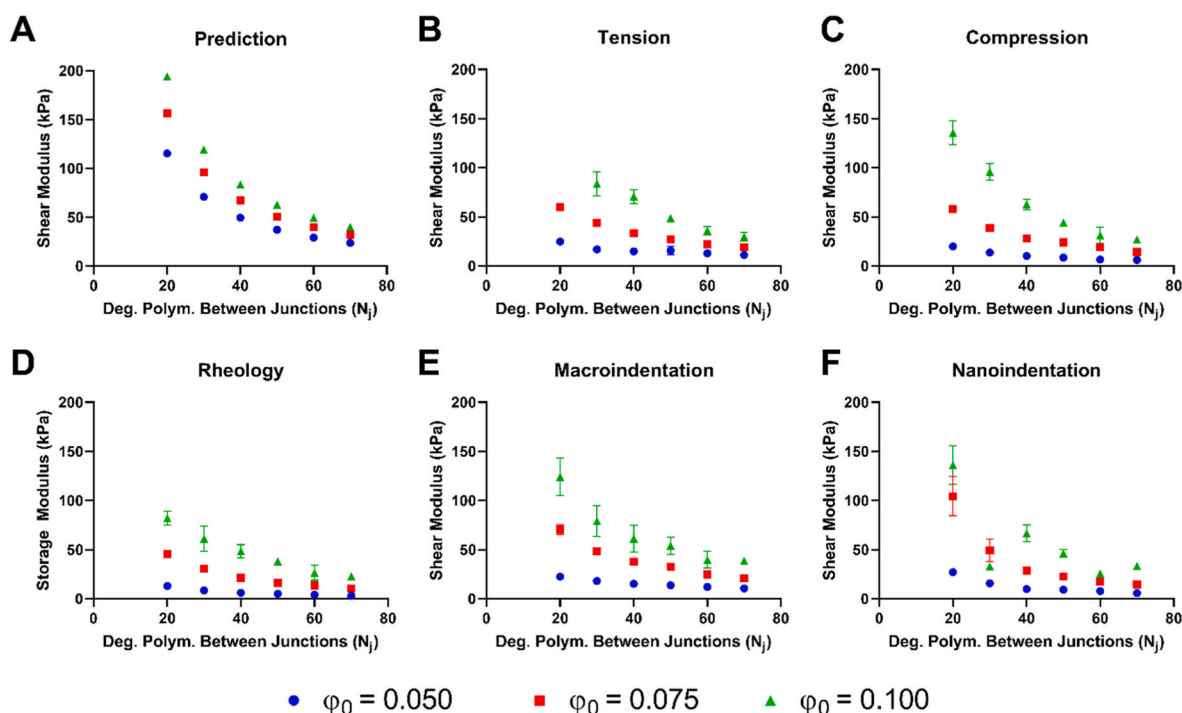 A
Prediction
Shear Modulus (kPa)
200
150
100
50
0
0 20 40 60 80
Deg. Polym. Between Junctions (Nj)
B
Tension
Shear Modulus (kPa)
200
150
100
50
0
0 20 40 60 80
Deg. Polym. Between Junctions (Nj)
C
Compression
Shear Modulus (kPa)
200
150
100
50
0
0 20 40 60 80
Deg. Polym. Between Junctions (Nj)
D
Rheology
Storage Modulus (kPa)
200
150
100
50
0
0 20 40 60 80
Deg. Polym. Between Junctions (Nj)
E
Macroindentation
Shear Modulus (kPa)
200
150
100
50
0
0 20 40 60 80
Deg. Polym. Between Junctions (Nj)
F
Nanoindentation
Shear Modulus (kPa)
200
150
100
50
0
0 20 40 60 80
Deg. Polym. Between Junctions (Nj)
φ0 = 0.050 φ0 = 0.075 φ0 = 0.100